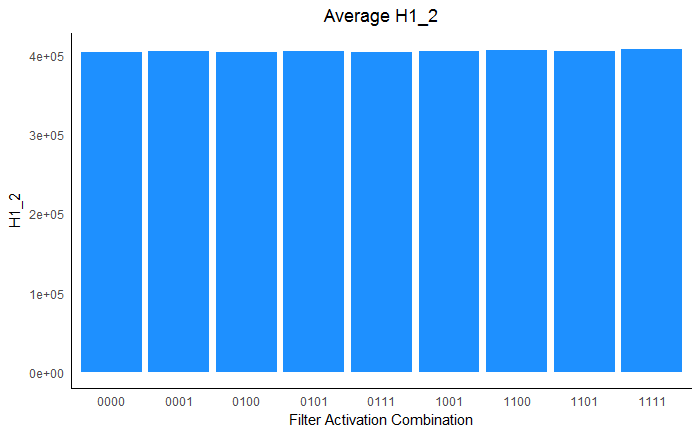 Average H1_2
4e+05
3e+05
2e+05
1e+05
0e+00
H1_2
0000 0001 0100 0101 0111 1001 1100 1101 1111
Filter Activation Combination